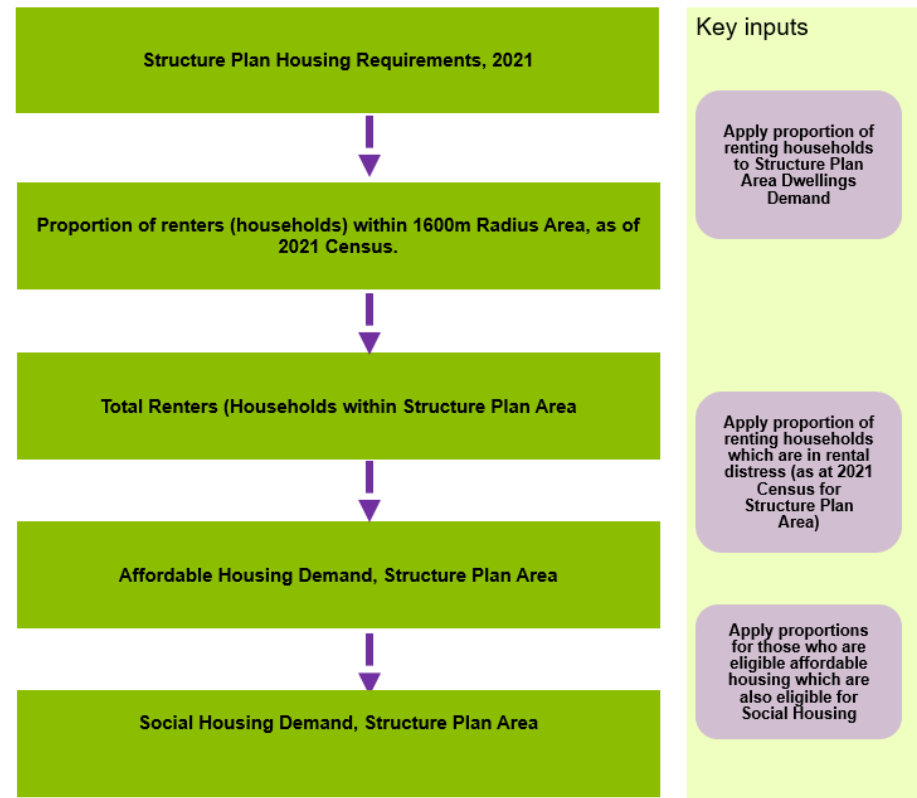 Structure Plan Housing Requirements, 2021
Proportion of renters (households) within 1600m Radius Area, as of
2021 Census.
Total Renters (Households within Structure Plan Area
Affordable Housing Demand, Structure Plan Area
Social Housing Demand, Structure Plan Area
Key inputs
Apply proportion of
renting households
to Structure Plan
Area Dwellings
Demand
Apply proportion of
renting households
which are in rental
distress (as at 2021
Census for
Structure Plan
Area)
Apply proportions
for those who are
eligible affordable
housing which are
also eligible for
Social Housing